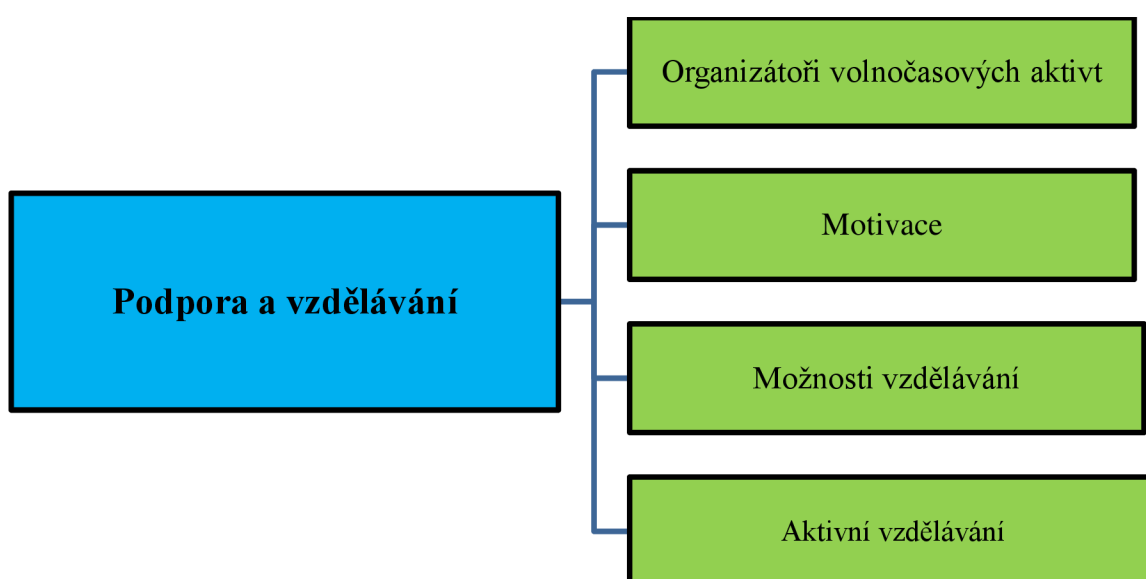 Organizátoři volnočasových aktivt
Motivace
Podpora a vzdělávání
Možnosti vzdělávání
Aktivní vzdělávání